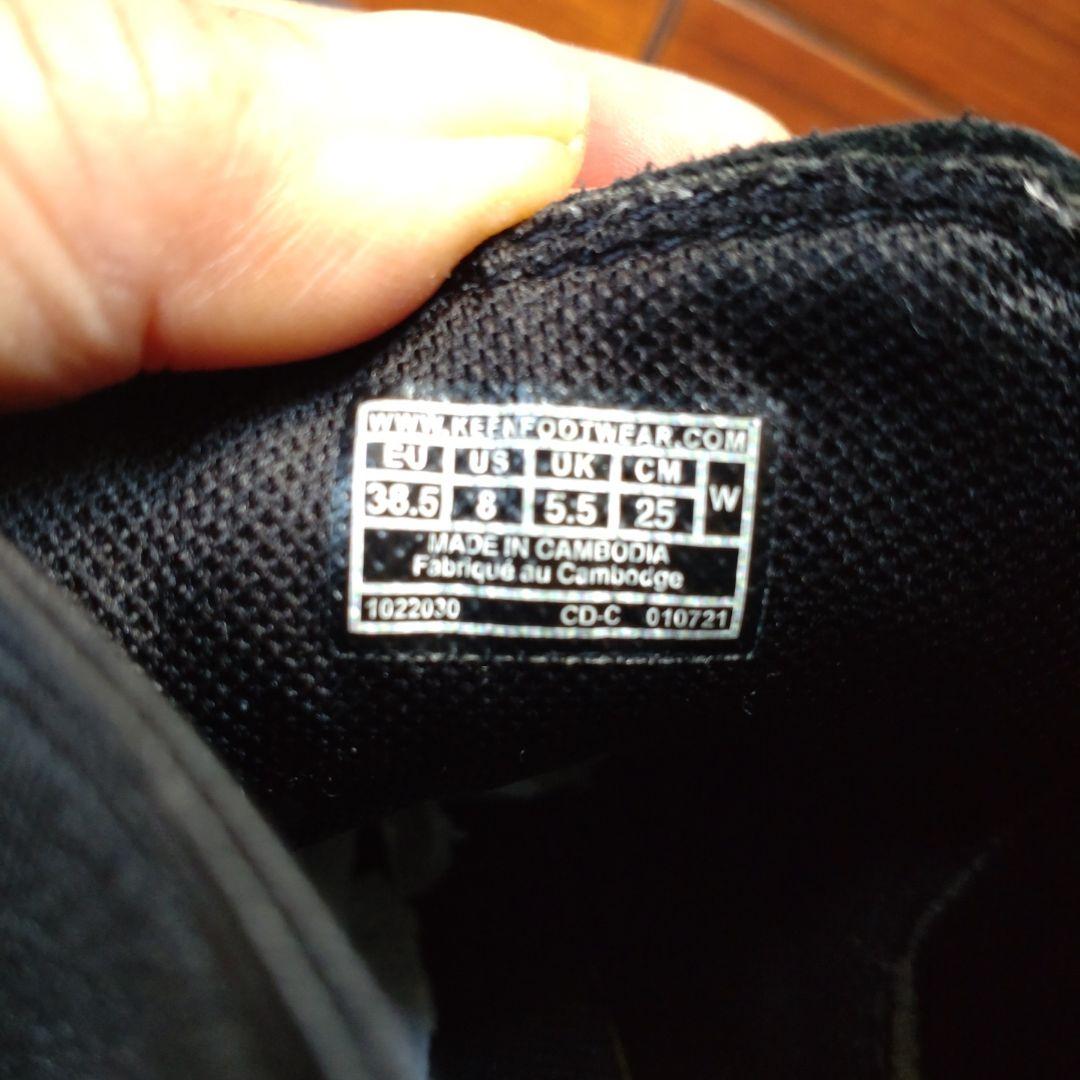 WWW.KEENFOOTWEAR.COM
EU US UK CM W
38.5 8 5.5 25
MADE IN CAMBODIA
Fabriqué au Cambodge
1022030 CD-C 010721